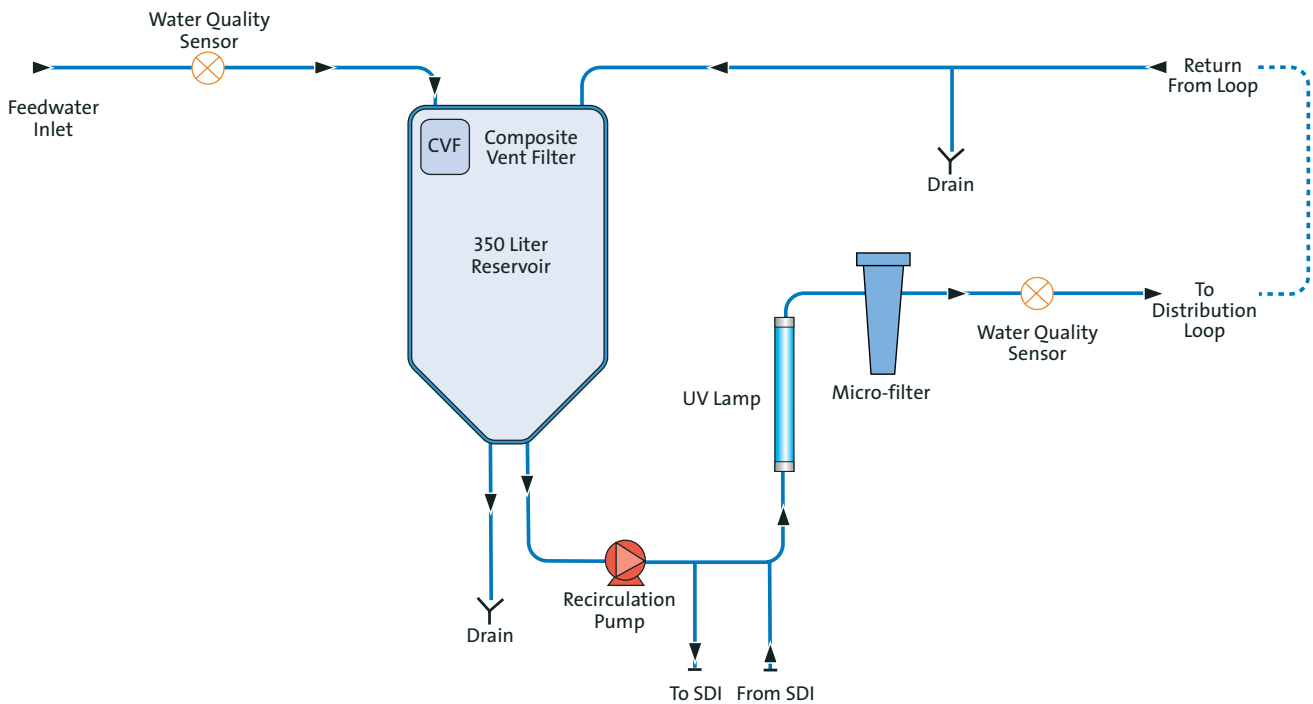 Water Quality
Sensor
Feedwater
Inlet
Return
From Loop
CVF
Composite
Vent Filter
Drain
350 Liter
Reservoir
To
Distribution
Loop
Water Quality
Sensor
UV Lamp
Micro-filter
Recirculation
Pump
Drain
To SDI
From SDI